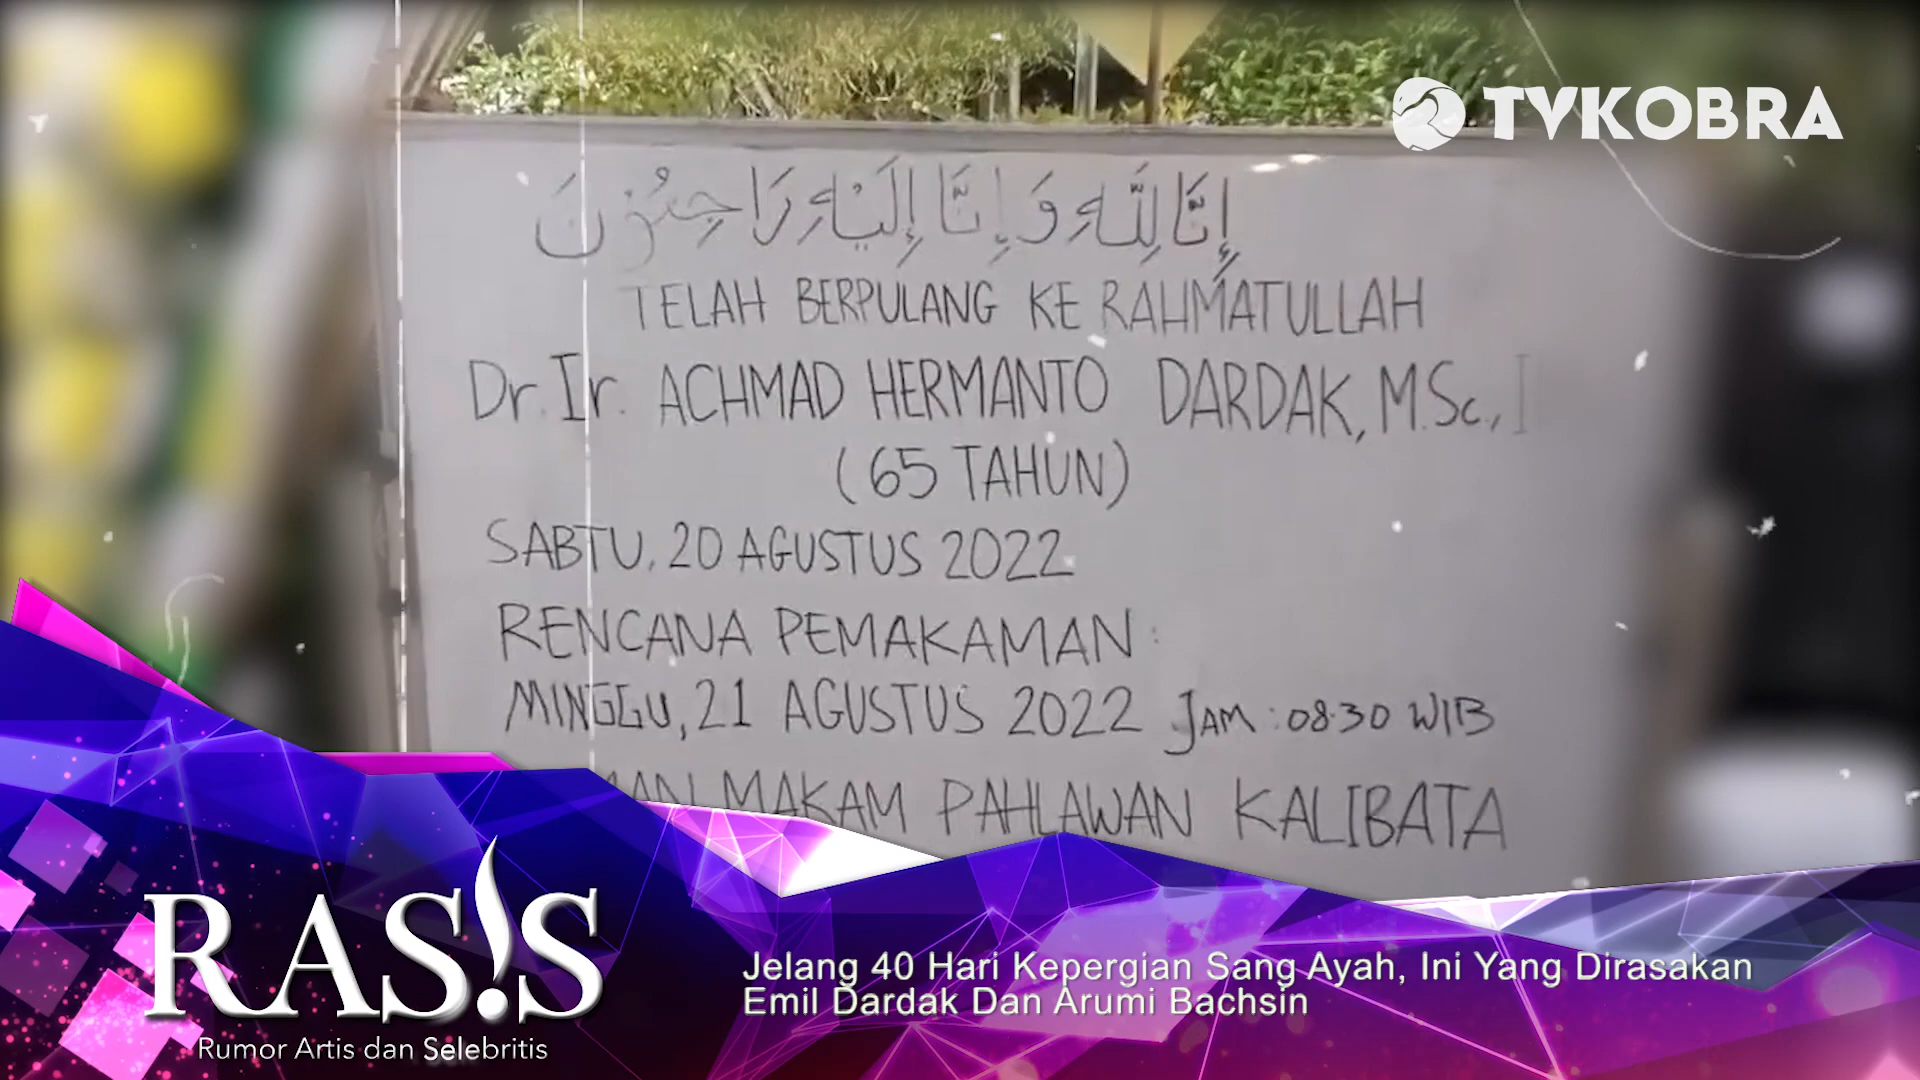 TVKOBRA
إِنَّا لِلَّهِ وَإِنَّا إِلَيْهِ رَاجِعُوْنَ
TELAH BERPULANG KE RAHMATULLAH
Dr. Ir. ACHMAD HERMANTO DARDAK, M.Sc., I
(65 TAHUN)
SABTU, 20 AGUSTUS 2022
RENCANA PEMAKAMAN :
MINGGU, 21 AGUSTUS 2022 JAM : 08.30 WIB
MAKAM PAHLAWAN KALIBATA
RASIS
Rumor Artis dan Selebritis
Jelang 40 Hari Kepergian Sang Ayah, Ini Yang Dirasakan
Emil Dardak Dan Arumi Bachsin